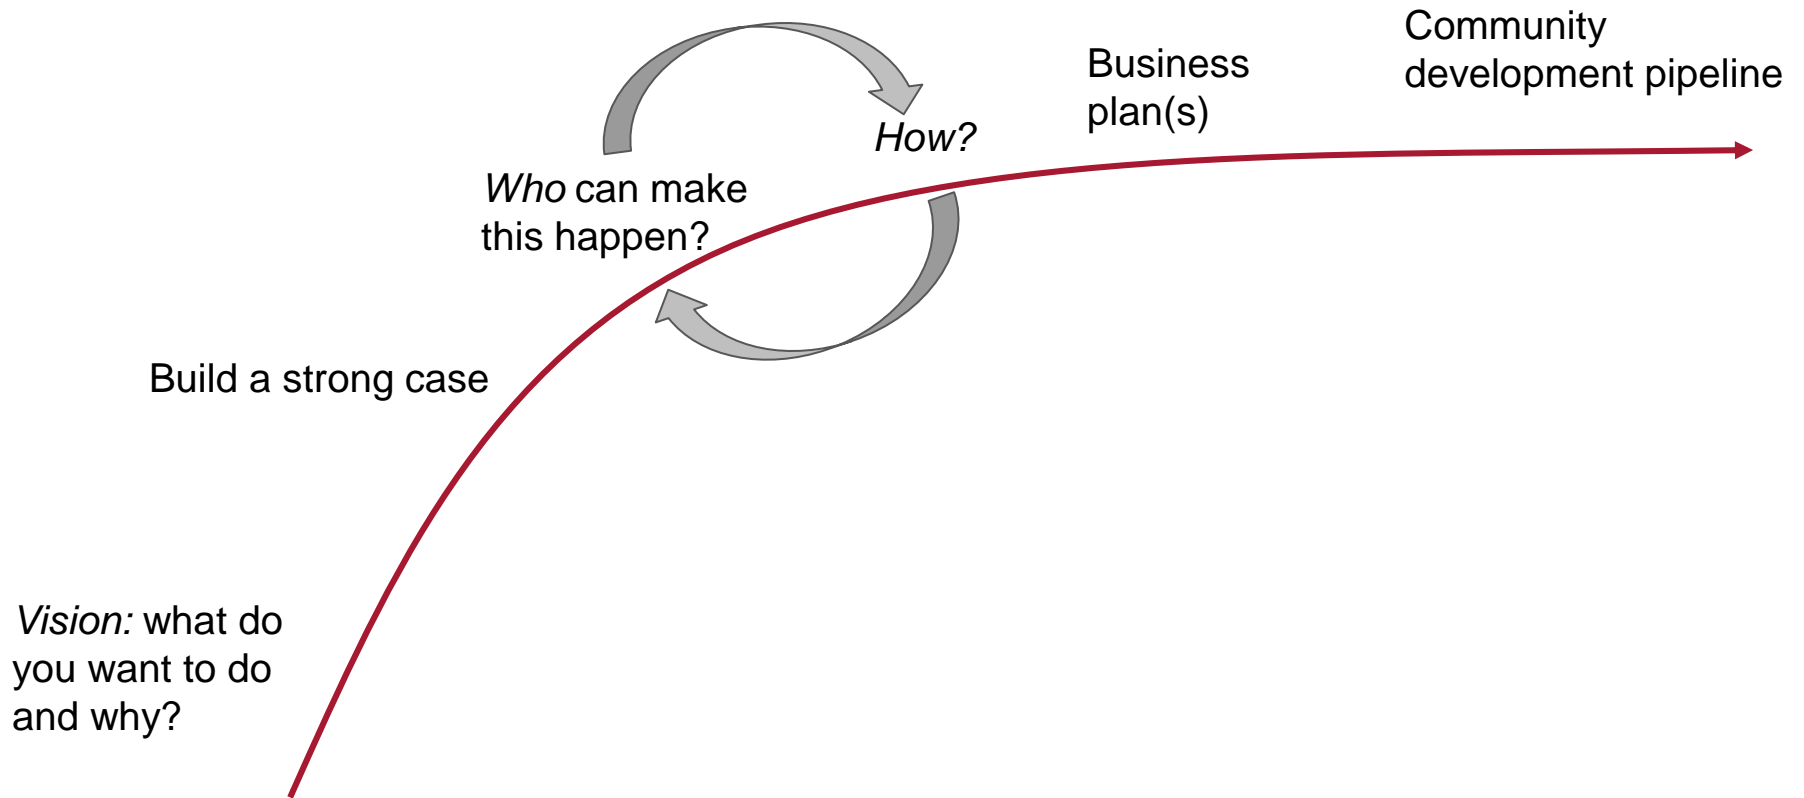 Vision: what do
you want to do
and why?
Build a strong case
Who can make
this happen?
How?
Business
plan(s)
Community
development pipeline